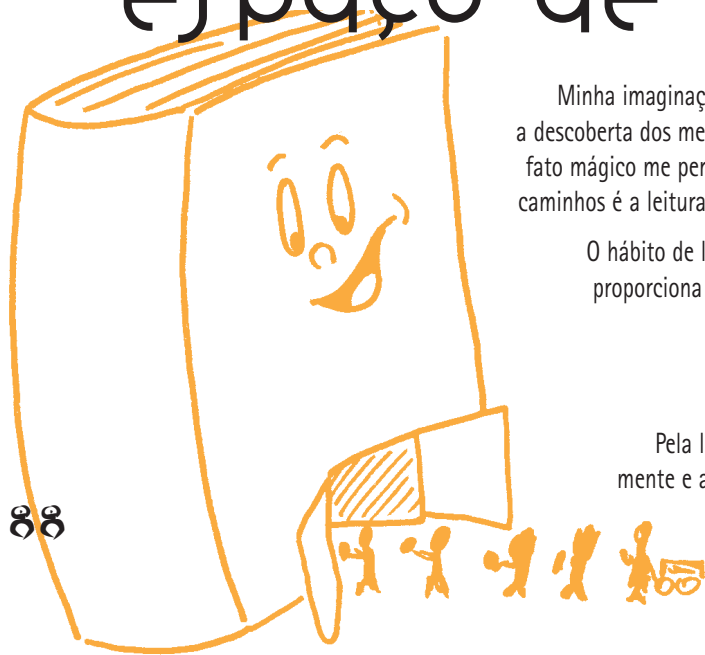 espaço de
Minha imaginaç
a descoberta dos me
fato mágico me per
caminhos é a leitura
O hábito de l
proporciona
Pela l
mente e a
88